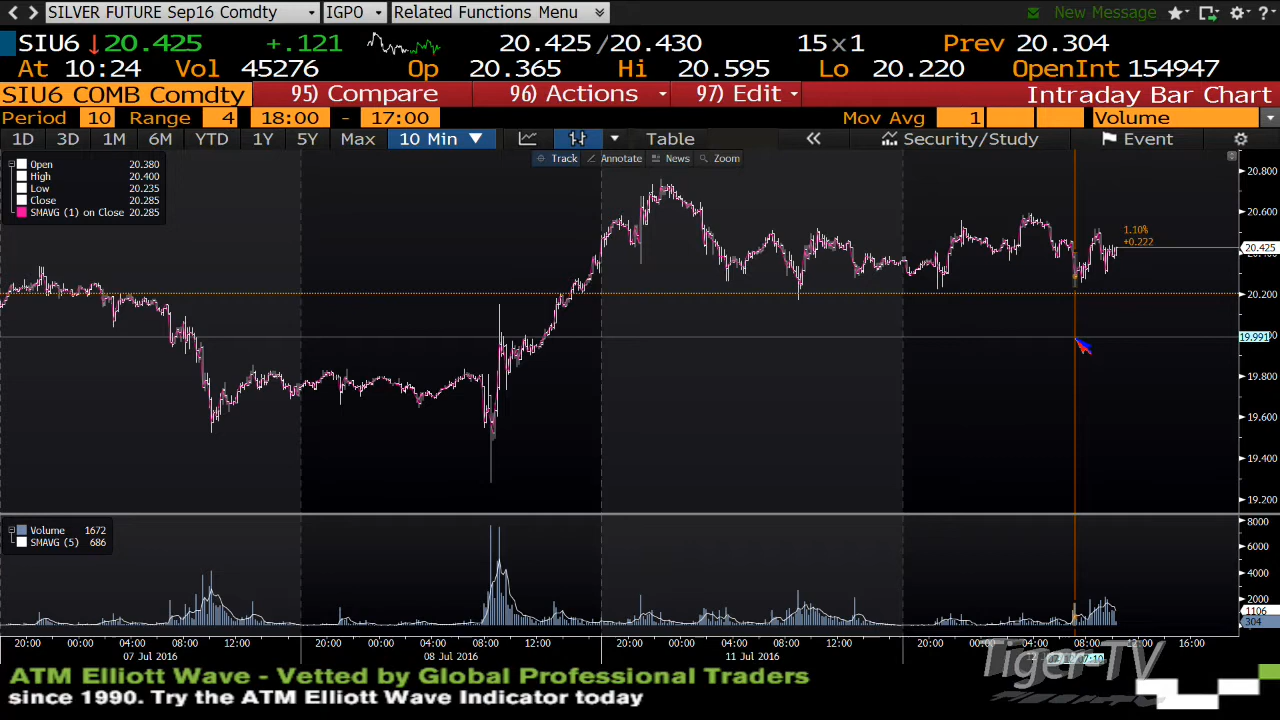 SILVER FUTURE Sep16 Comdty IGPO Related Functions Menu New Message ?
SIU6 20.425 +.121 20.425/20.430 15x1 Prev 20.304
At 10:24 Vol 45276 Op 20.365 Hi 20.595 Lo 20.220 OpenInt 154947
SIU6 COMB Comdty 95) Compare 96) Actions 97) Edit Intraday Bar Chart
Period 10 Range 4 18:00 - 17:00 Mov Avg 1 Volume
1D 3D 1M 6M YTD 1Y 5Y Max 10 Min Table Security/Study Event
Track Annotate News Zoom
Open 20.380
High 20.400
Low 20.235
Close 20.285
SMAVG (1) on Close 20.285
20.800
20.600
1.10%
+0.222
20.425
20.200
19.991
19.800
19.600
19.400
19.200
Volume 1672
SMAVG (5) 686
8000
6000
4000
2000
1106
304
20:00 00:00 04:00 08:00 12:00 20:00 00:00 04:00 08:00 12:00 20:00 00:00 04:00 08:00 12:00 20:00 00:00 04:00 08:00 12:00 16:00
07 Jul 2016 08 Jul 2016 11 Jul 2016
TigerTV
ATM Elliott Wave - Vetted by Global Professional Traders
since 1990. Try the ATM Elliott Wave Indicator today